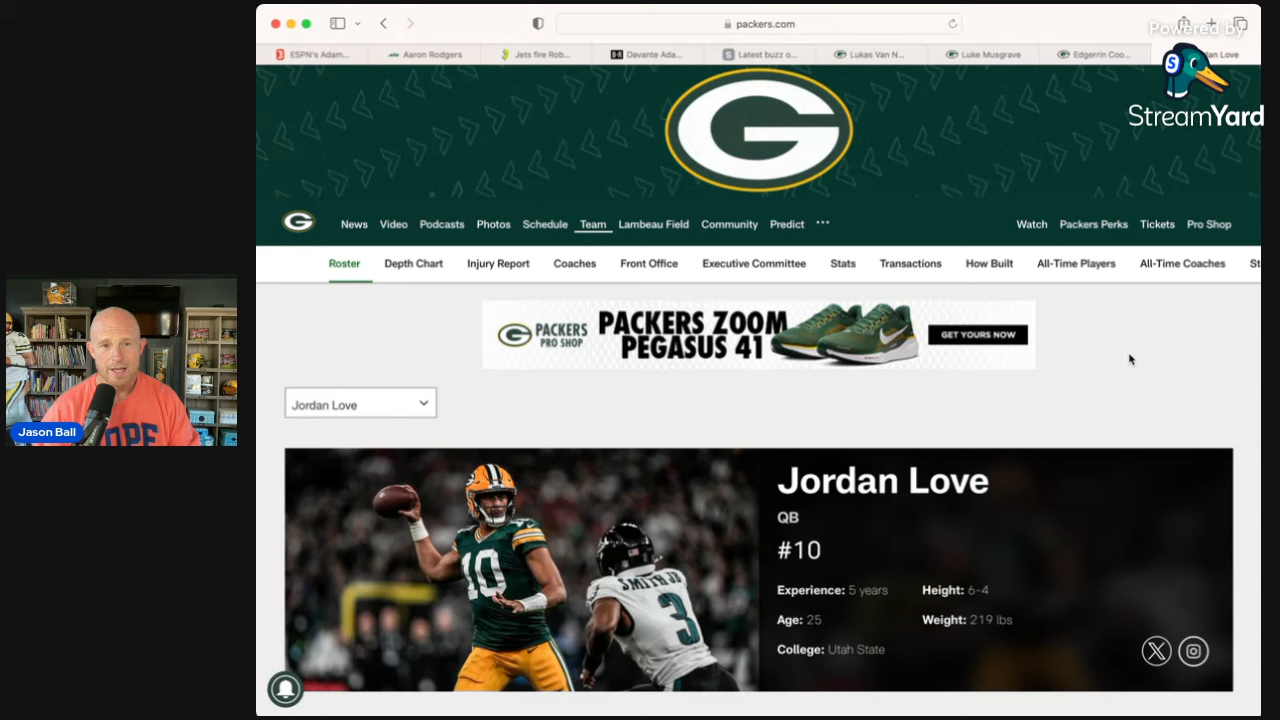 packers.com
Powered by
ESPN's Adam...
Aaron Rodgers
Jets fire Rob...
Davante Ada...
Latest buzz o...
Lukas Van N...
Luke Musgrave
Edgerrin Coo...
dan Love
S
StreamYard
G
G
News
Video
Podcasts
Photos
Schedule
Team
Lambeau Field
Community
Predict
•••
Watch
Packers Perks
Tickets
Pro Shop
Roster
Depth Chart
Injury Report
Coaches
Front Office
Executive Committee
Stats
Transactions
How Built
All-Time Players
All-Time Coaches
St
G
PACKERS
PRO SHOP
PACKERS ZOOM
PEGASUS 41
GET YOURS NOW
Jordan Love
Jason Ball
Jordan Love
QB
#10
Experience: 5 years
Height: 6-4
Age: 25
Weight: 219 lbs
College: Utah State
10
SMITH JR
3